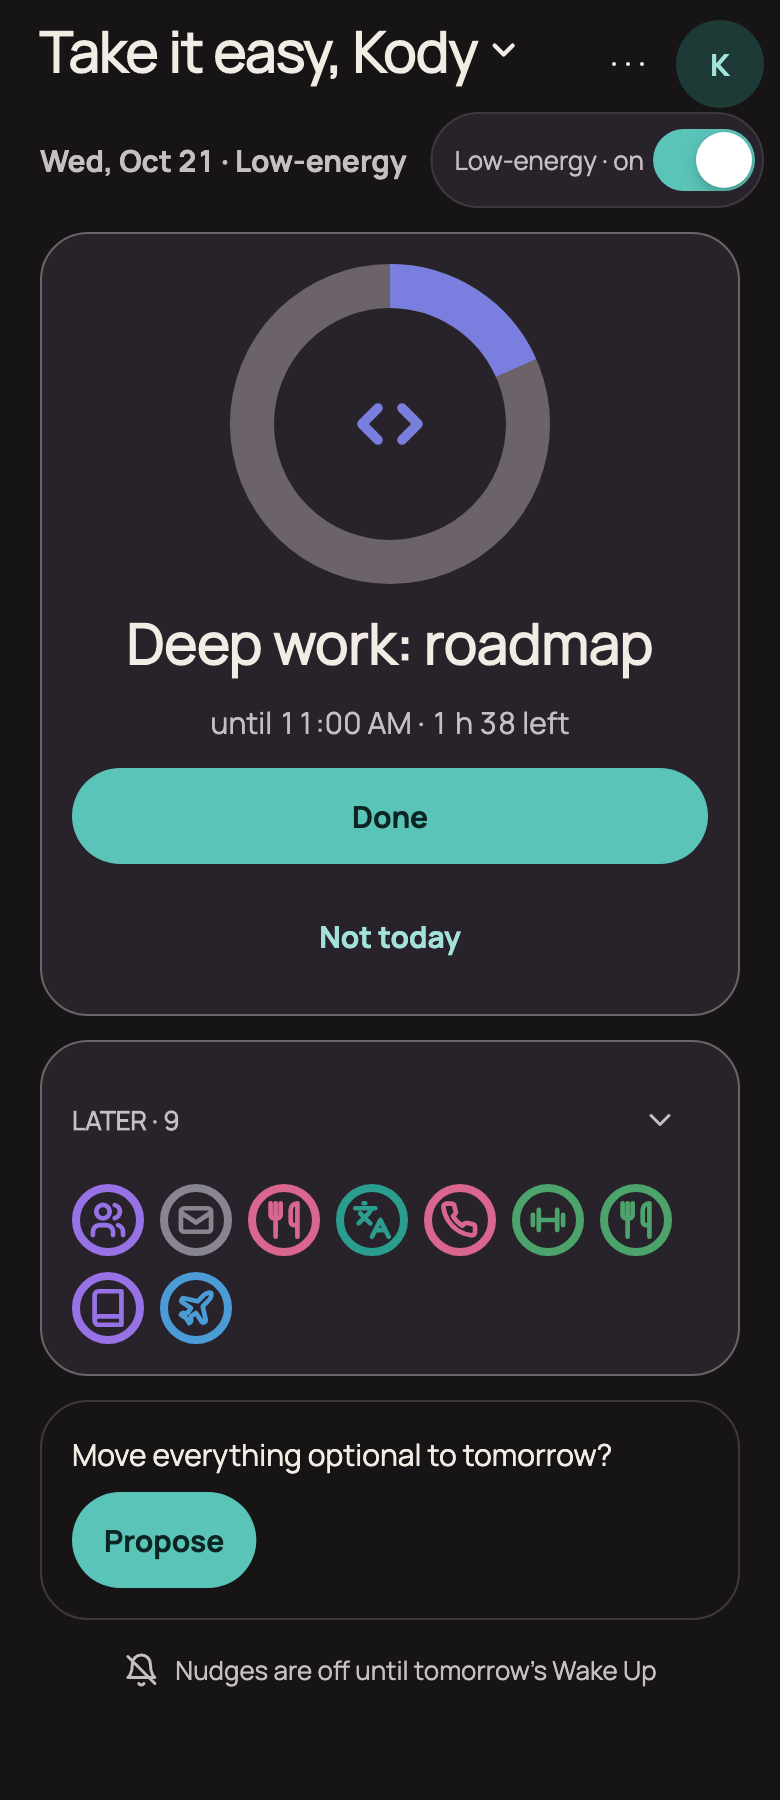 Take it easy, Kody
...
K
Wed, Oct 21 · Low-energy
Low-energy · on
Deep work: roadmap
until 11:00 AM · 1 h 38 left
Done
Not today
LATER · 9
Move everything optional to tomorrow?
Propose
Nudges are off until tomorrow's Wake Up